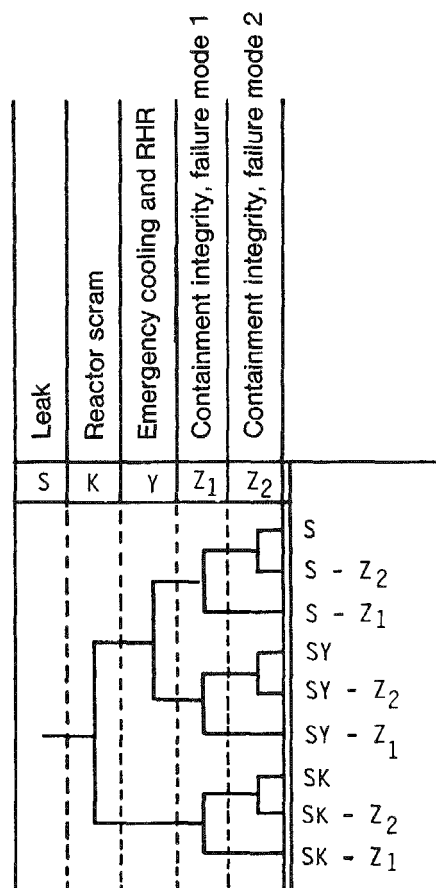 Leak
Reactor scram
Emergency cooling and RHR
Containment integrity, failure mode 1
Containment integrity, failure mode 2
S K Y Z₁ Z₂
S
S - Z₂
S - Z₁
SY
SY - Z₂
SY - Z₁
SK
SK - Z₂
SK - Z₁